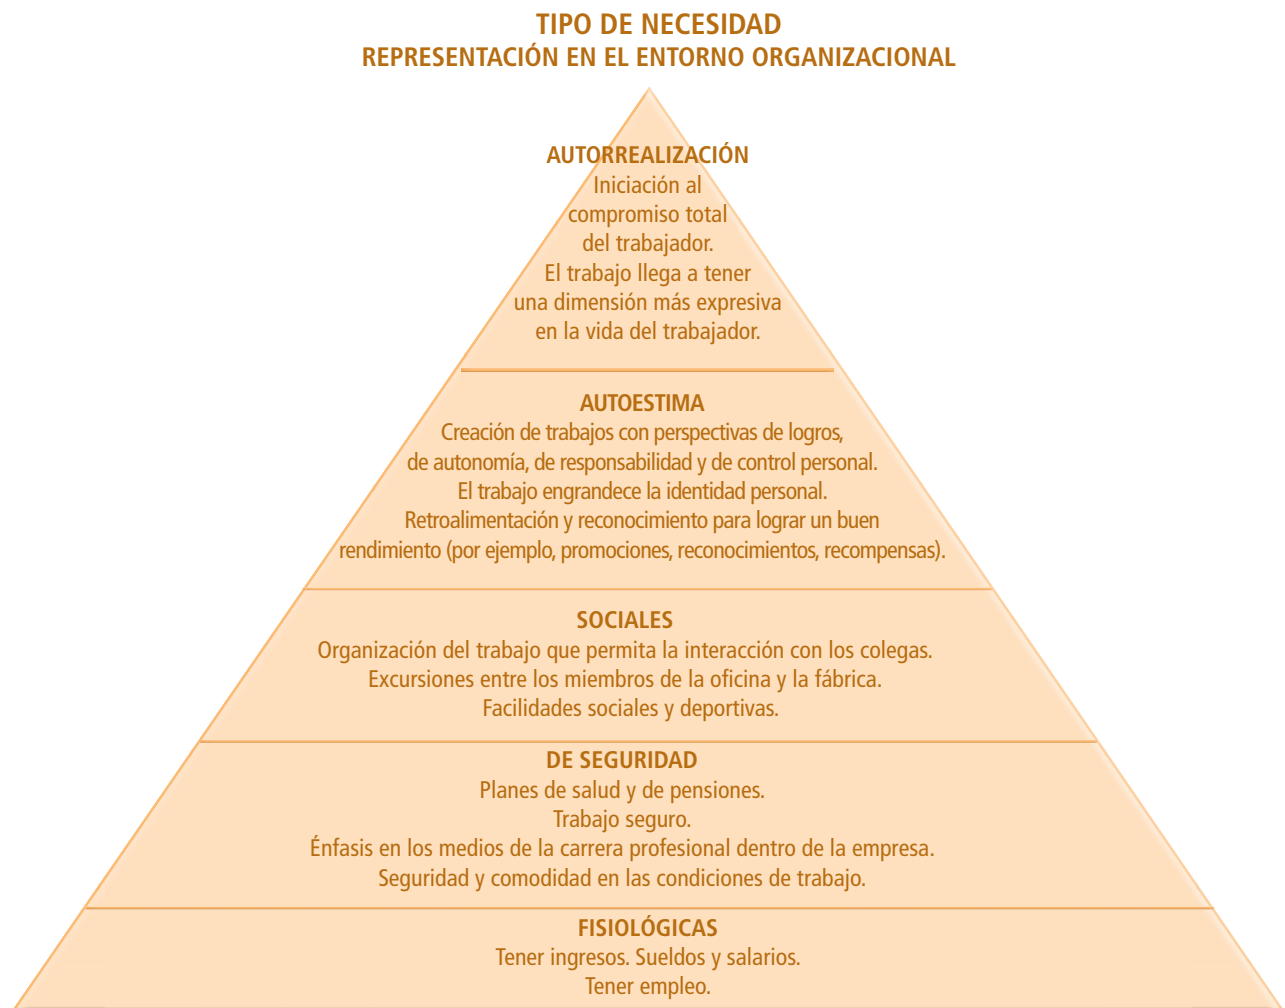 TIPO DE NECESIDAD
REPRESENTACIÓN EN EL ENTORNO ORGANIZACIONAL
AUTORREALIZACIÓN
Iniciación al
compromiso total
del trabajador.
El trabajo llega a tener
una dimensión más expresiva
en la vida del trabajador.
AUTOESTIMA
Creación de trabajos con perspectivas de logros,
de autonomía, de responsabilidad y de control personal.
El trabajo engrandece la identidad personal.
Retroalimentación y reconocimiento para lograr un buen
rendimiento (por ejemplo, promociones, reconocimientos, recompensas).
SOCIALES
Organización del trabajo que permita la interacción con los colegas.
Excursiones entre los miembros de la oficina y la fábrica.
Facilidades sociales y deportivas.
DE SEGURIDAD
Planes de salud y de pensiones.
Trabajo seguro.
Énfasis en los medios de la carrera profesional dentro de la empresa.
Seguridad y comodidad en las condiciones de trabajo.
FISIOLÓGICAS
Tener ingresos. Sueldos y salarios.
Tener empleo.